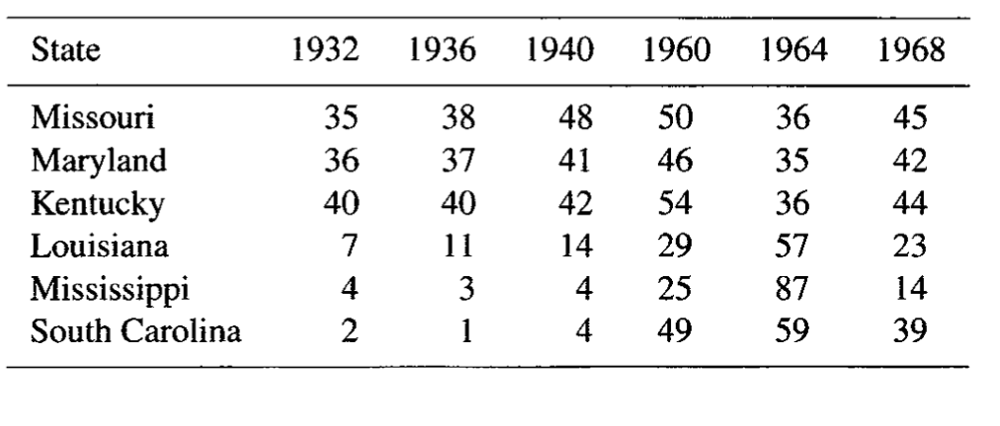 State 1932 1936 1940 1960 1964 1968
Missouri 35 38 48 50 36 45
Maryland 36 37 41 46 35 42
Kentucky 40 40 42 54 36 44
Louisiana 7 11 14 29 57 23
Mississippi 4 3 4 25 87 14
South Carolina 2 1 4 49 59 39